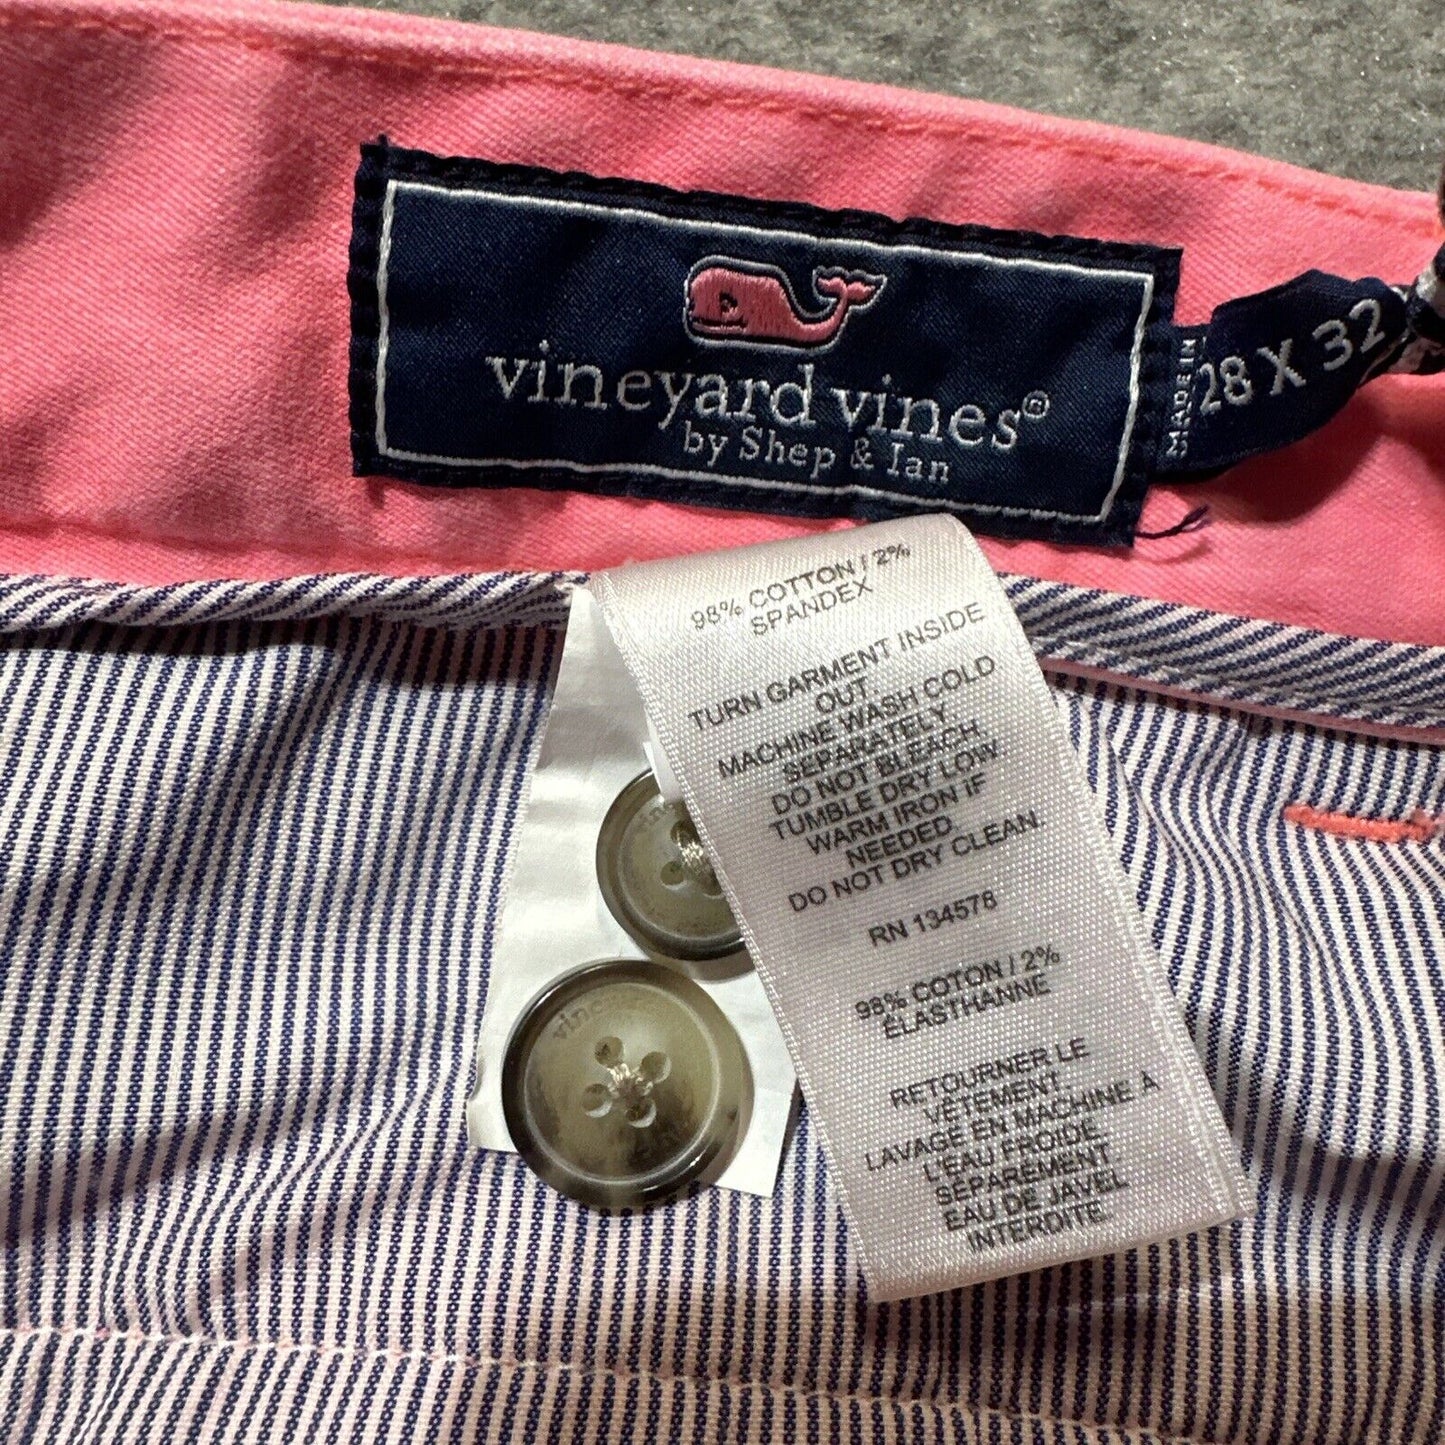 vineyard vines®
by Shep & Ian
MADE IN
28 X 32
98% COTTON / 2%
SPANDEX
TURN GARMENT INSIDE
OUT.
MACHINE WASH COLD
SEPARATELY.
DO NOT BLEACH.
TUMBLE DRY LOW
WARM IRON IF
NEEDED.
DO NOT DRY CLEAN.
RN 134578
98% COTON / 2%
ÉLASTHANNE
RETOURNER LE
VÊTEMENT.
LAVAGE EN MACHINE À
L'EAU FROIDE
SÉPARÉMENT
EAU DE JAVEL
INTERDITE.